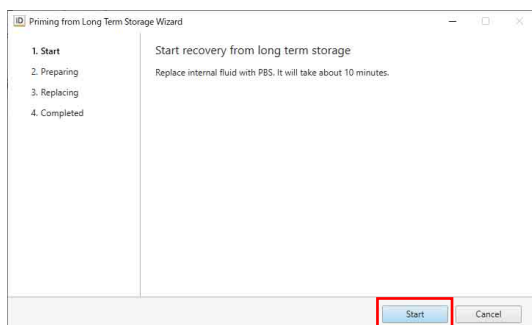 iD Priming from Long Term Storage Wizard
1. Start
2. Preparing
3. Replacing
4. Completed
Start recovery from long term storage
Replace internal fluid with PBS. It will take about 10 minutes.
Start
Cancel